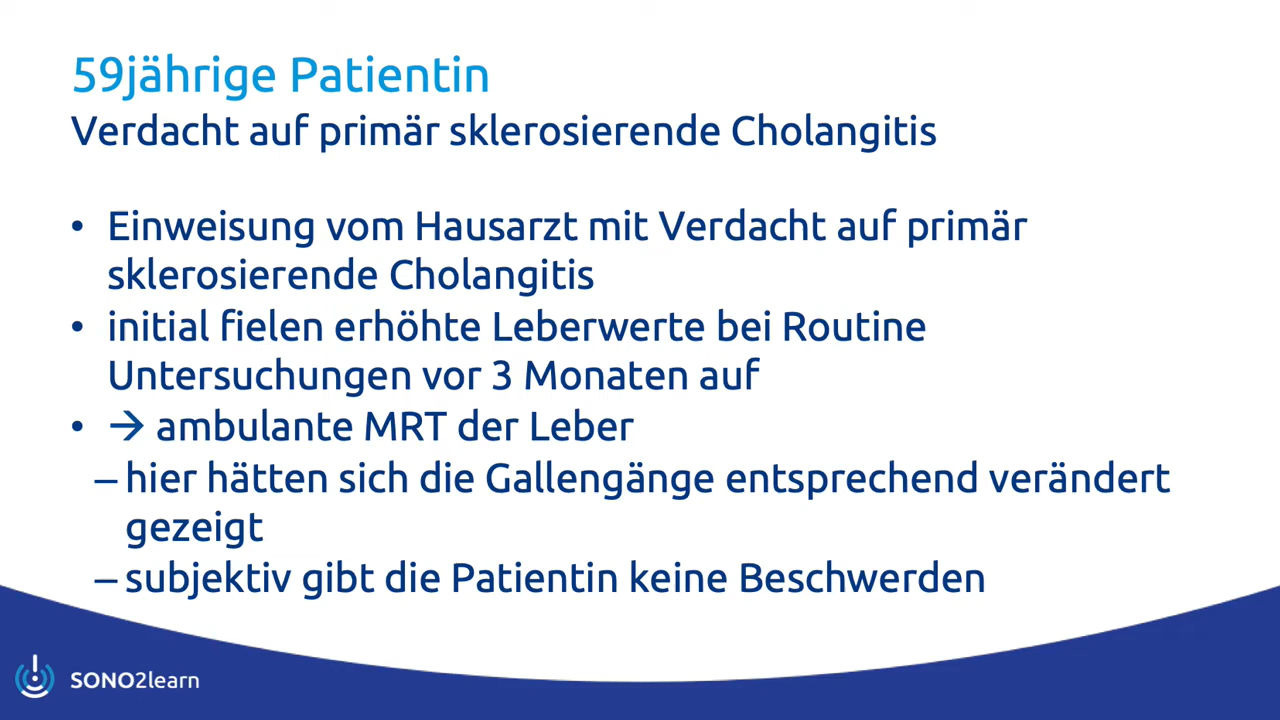 59jährige Patientin
Verdacht auf primär sklerosierende Cholangitis
• Einweisung vom Hausarzt mit Verdacht auf primär
sklerosierende Cholangitis
• initial fielen erhöhte Leberwerte bei Routine
Untersuchungen vor 3 Monaten auf
• → ambulante MRT der Leber
– hier hätten sich die Gallengänge entsprechend verändert
gezeigt
– subjektiv gibt die Patientin keine Beschwerden
SONO2learn